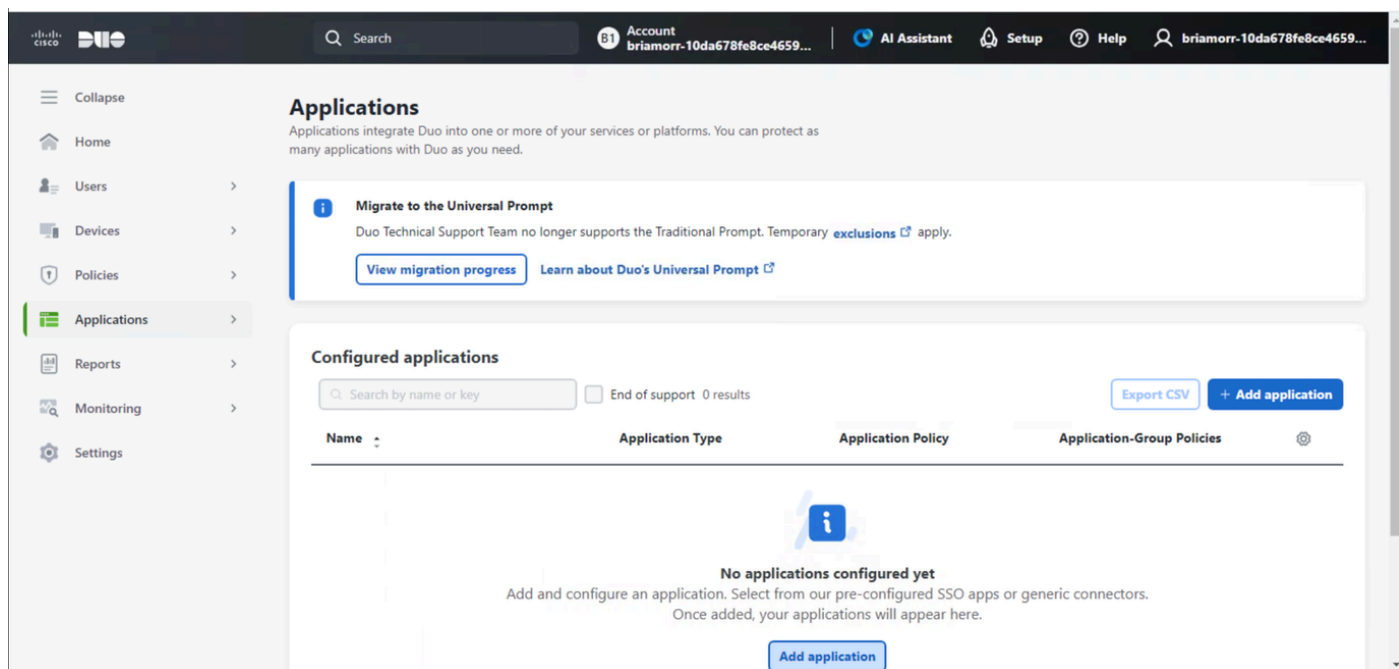 cisco DUO
Search
B1 Account
briamorr-10da678fe8ce4659...
AI Assistant
Setup
Help
briamorr-10da678fe8ce4659...
Collapse
Home
Users
Devices
Policies
Applications
Reports
Monitoring
Settings
Applications
Applications integrate Duo into one or more of your services or platforms. You can protect as
many applications with Duo as you need.
Migrate to the Universal Prompt
Duo Technical Support Team no longer supports the Traditional Prompt. Temporary exclusions apply.
View migration progress
Learn about Duo's Universal Prompt
Configured applications
Search by name or key
End of support 0 results
Export CSV
+ Add application
Name Application Type Application Policy Application-Group Policies
No applications configured yet
Add and configure an application. Select from our pre-configured SSO apps or generic connectors.
Once added, your applications will appear here.
Add application